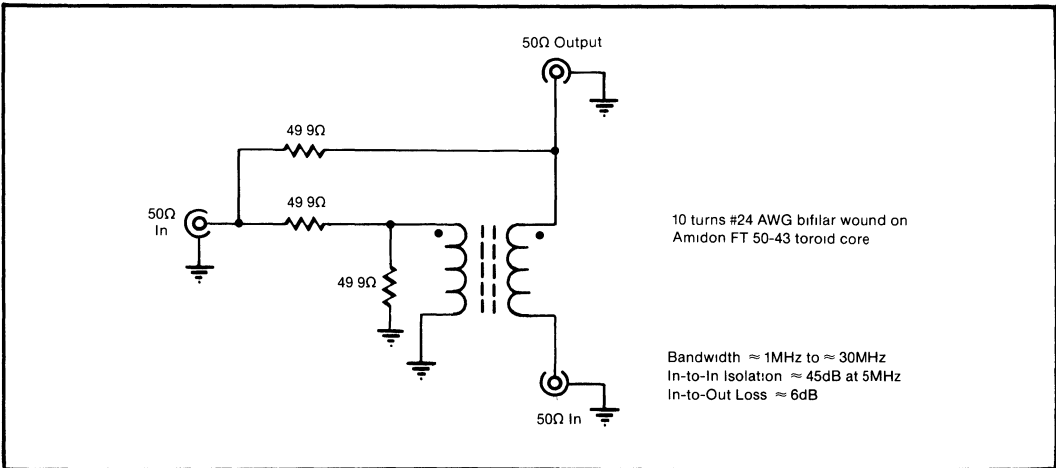 50Ω Output
49 9Ω
49 9Ω
50Ω
In
49 9Ω
10 turns #24 AWG bifilar wound on
Amidon FT 50-43 toroid core
Bandwidth ≈ 1MHz to ≈ 30MHz
In-to-In Isolation ≈ 45dB at 5MHz
In-to-Out Loss ≈ 6dB
50Ω In